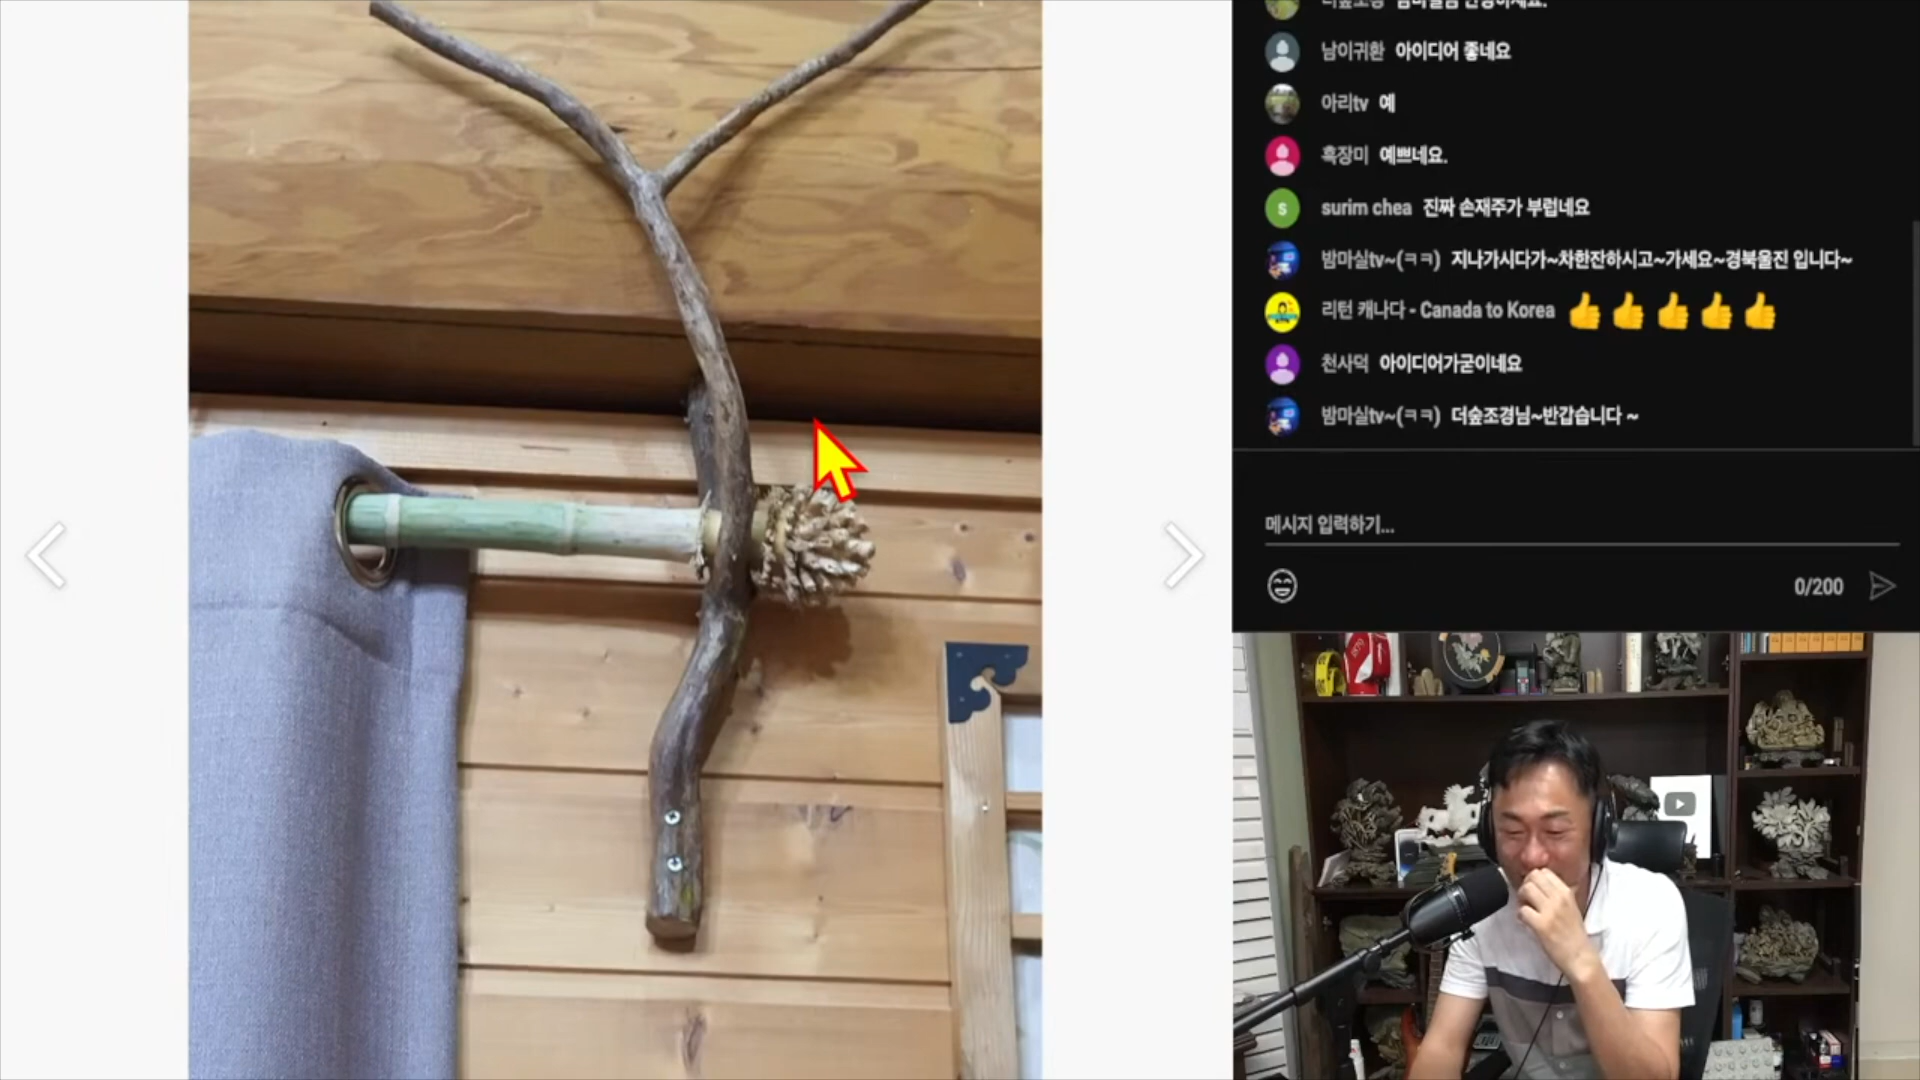 남이귀환 아이디어 좋네요
아리tv 예
흑장미 예쁘네요.
surim chea 진짜 손재주가 부럽네요
밤마실tv~(ㅋㅋ) 지나가시다가~차한잔하시고~가세요~경북울진 입니다~
리턴 캐나다 - Canada to Korea 👍👍👍👍👍
천사덕 아이디어가굳이네요
밤마실tv~(ㅋㅋ) 더숲조경님~반갑습니다 ~
메시지 입력하기...
0/200
S